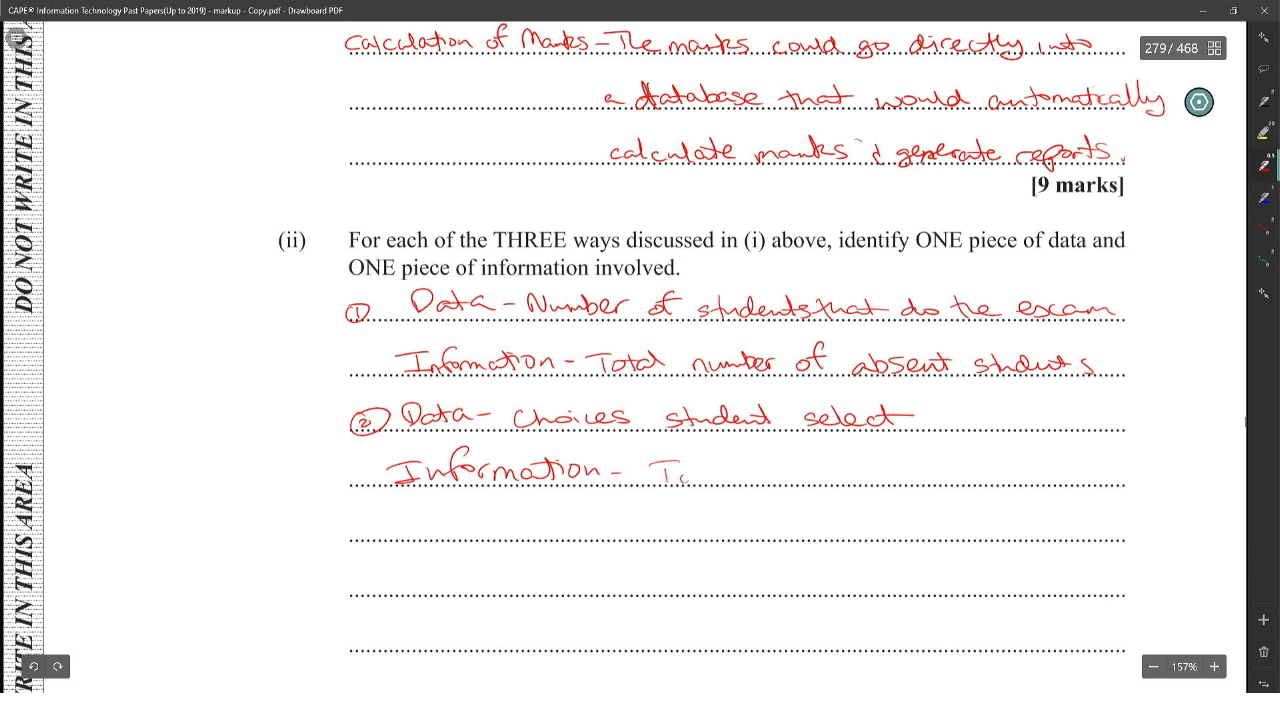 CAPE® Information Technology Past Papers(Up to 2019) - markup - Copy.pdf - Drawboard PDF
279 / 468
Calculation of Marks - The marks could go directly into
a database that would automatically
calculate marks & generate reports.
[9 marks]
(ii) For each of the THREE ways discussed in (i) above, identify ONE piece of data and
ONE piece of information involved.
① Data - Number of students that do the exam
Information - Total number of absent students
② Data - choices student select
Information - To
DO NOT WRITE IN THIS
WRITE IN THIS AREA
157%